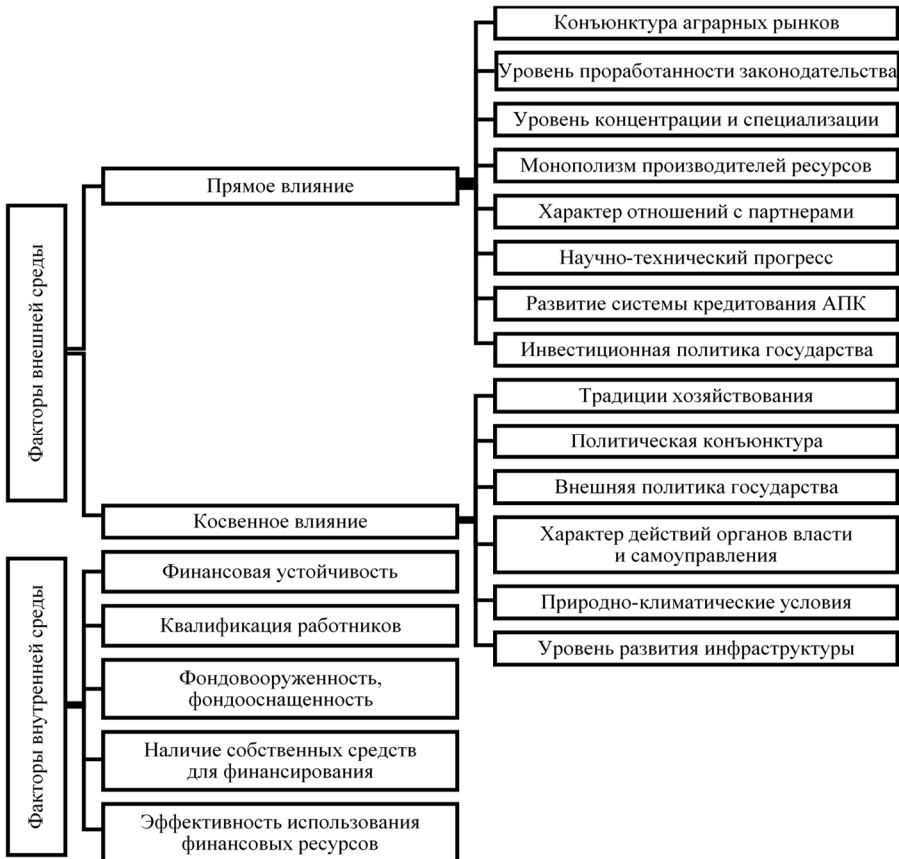 Факторы внешней среды
Прямое влияние
Конъюнктура аграрных рынков
Уровень проработанности законодательства
Уровень концентрации и специализации
Монополизм производителей ресурсов
Характер отношений с партнерами
Научно-технический прогресс
Развитие системы кредитования АПК
Инвестиционная политика государства
Косвенное влияние
Традиции хозяйствования
Политическая конъюнктура
Внешняя политика государства
Характер действий органов власти
и самоуправления
Природно-климатические условия
Уровень развития инфраструктуры
Факторы внутренней среды
Финансовая устойчивость
Квалификация работников
Фондовооруженность,
фондооснащенность
Наличие собственных средств
для финансирования
Эффективность использования
финансовых ресурсов